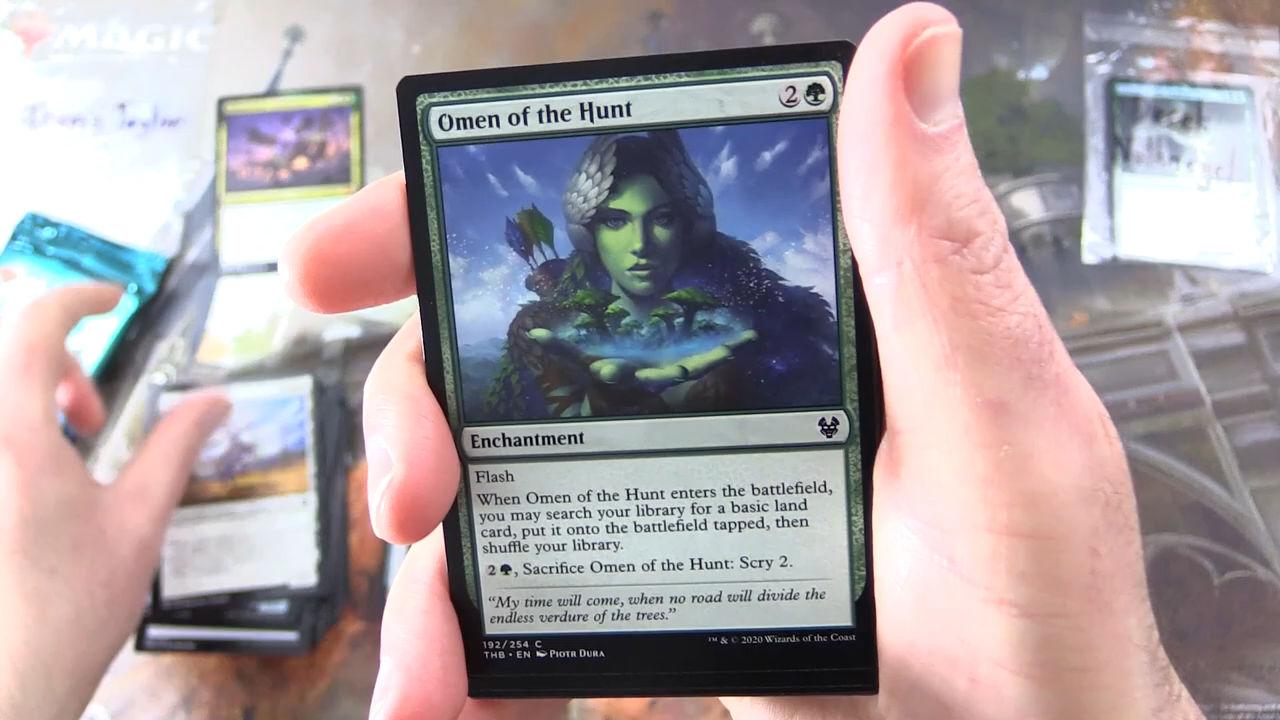 MAGIC
Omen of the Hunt
2
Enchantment
Flash
When Omen of the Hunt enters the battlefield,
you may search your library for a basic land
card, put it onto the battlefield tapped, then
shuffle your library.
2 , Sacrifice Omen of the Hunt: Scry 2.
“My time will come, when no road will divide the
endless verdure of the trees.”
192/254 C
THB • EN Piotr Dura
™ & © 2020 Wizards of the Coast